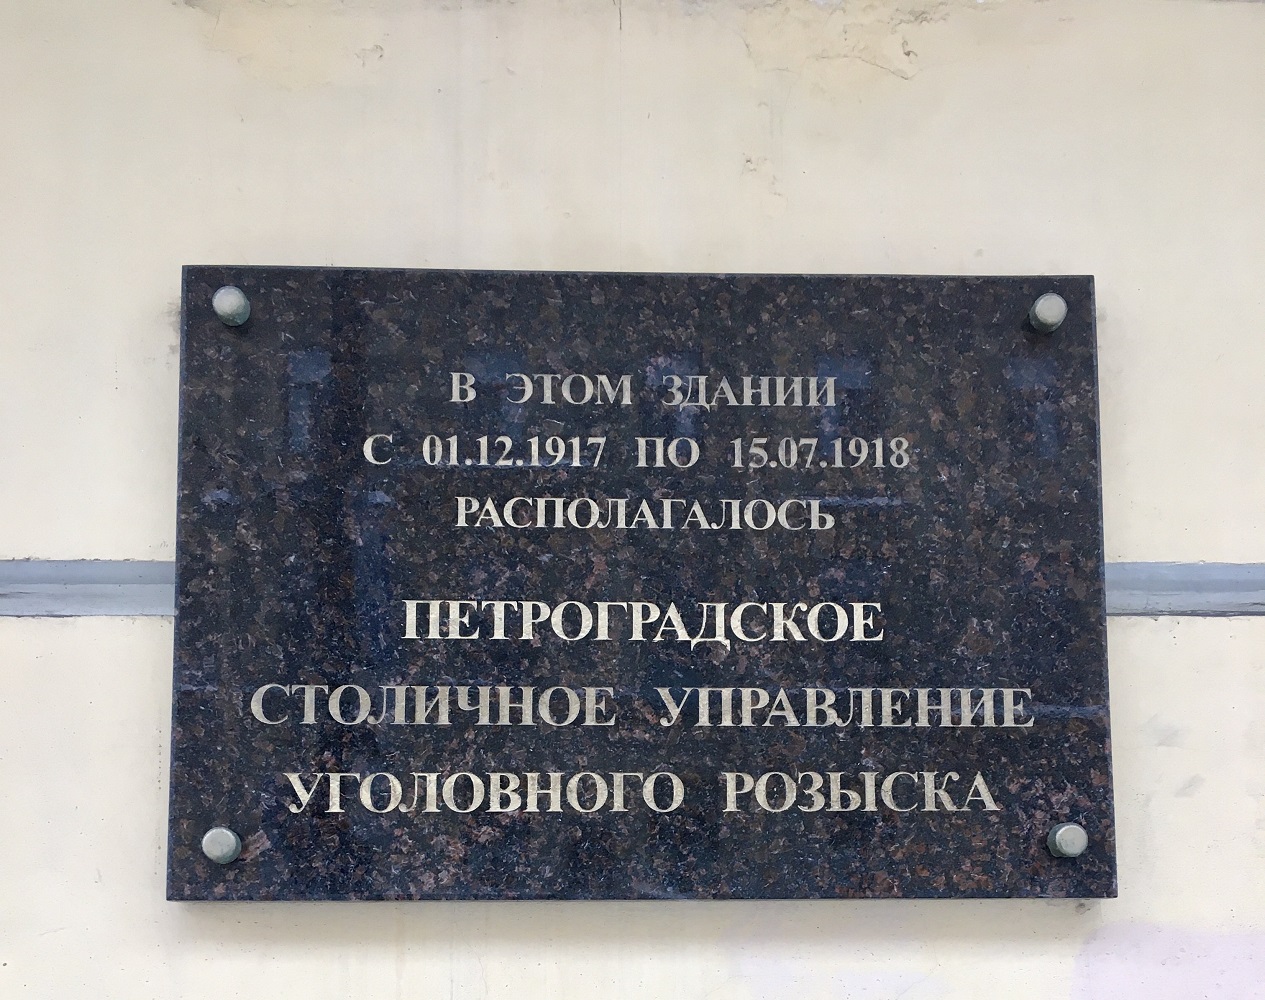 В ЭТОМ ЗДАНИИ
С 01.12.1917 ПО 15.07.1918
РАСПОЛАГАЛОСЬ
ПЕТРОГРАДСКОЕ
СТОЛИЧНОЕ УПРАВЛЕНИЕ
УГОЛОВНОГО РОЗЫСКА